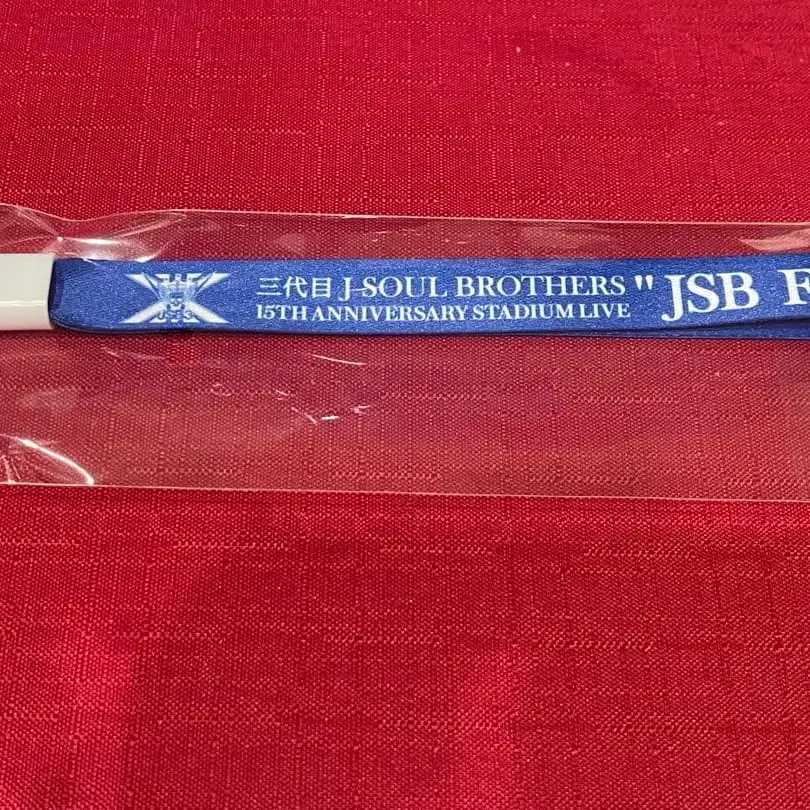 三代目 J SOUL BROTHERS " JSB F
15TH ANNIVERSARY STADIUM LIVE